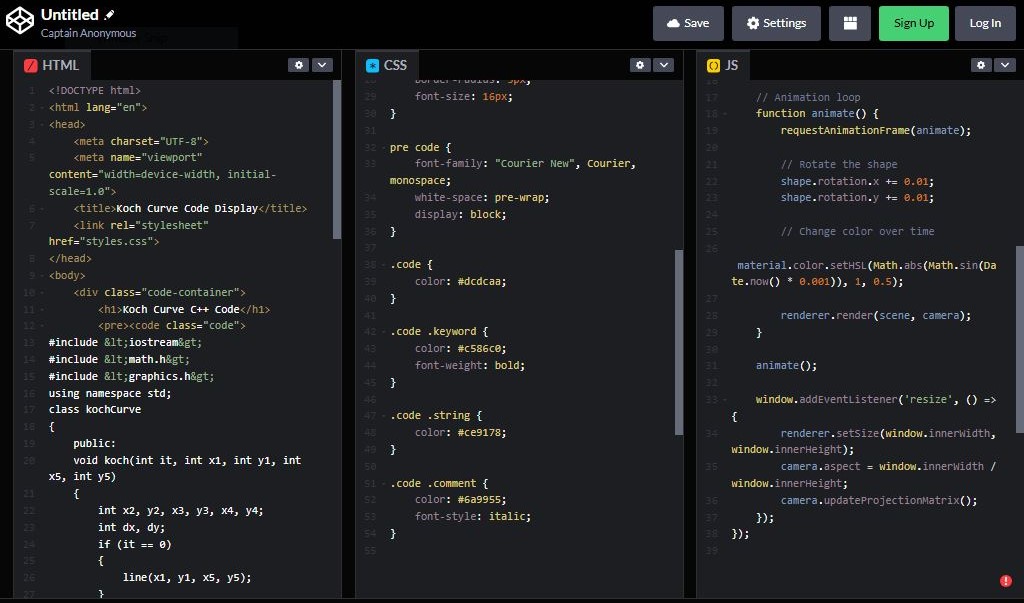 Untitled
Captain Anonymous
Save
Settings
Sign Up
Log In
HTML
1 <!DOCTYPE html>
2 <html lang="en">
3 <head>
4 <meta charset="UTF-8">
5 <meta name="viewport"
content="width=device-width, initial-
scale=1.0">
6 <title>Koch Curve Code Display</title>
7 <link rel="stylesheet"
href="styles.css">
8 </head>
9 <body>
10 <div class="code-container">
11 <h1>Koch Curve C++ Code</h1>
12 <pre><code class="code">
13 #include &lt;iostream&gt;
14 #include &lt;math.h&gt;
15 #include &lt;graphics.h&gt;
16 using namespace std;
17 class kochCurve
18 {
19 public:
20 void koch(int it, int x1, int y1, int
x5, int y5)
21 {
22 int x2, y2, x3, y3, x4, y4;
23 int dx, dy;
24 if (it == 0)
25 {
26 line(x1, y1, x5, y5);
27 }
CSS
28 border-radius: 5px;
29 font-size: 16px;
30 }
31
32 pre code {
33 font-family: "Courier New", Courier,
monospace;
34 white-space: pre-wrap;
35 display: block;
36 }
37
38 .code {
39 color: #dcdcaa;
40 }
41
42 .code .keyword {
43 color: #c586c0;
44 font-weight: bold;
45 }
46
47 .code .string {
48 color: #ce9178;
49 }
50
51 .code .comment {
52 color: #6a9955;
53 font-style: italic;
54 }
55
JS
16
17 // Animation loop
18 function animate() {
19 requestAnimationFrame(animate);
20
21 // Rotate the shape
22 shape.rotation.x += 0.01;
23 shape.rotation.y += 0.01;
24
25 // Change color over time
26
material.color.setHSL(Math.abs(Math.sin(Da
te.now() * 0.001)), 1, 0.5);
27
28 renderer.render(scene, camera);
29 }
30
31 animate();
32
33 window.addEventListener('resize', () =>
{
34 renderer.setSize(window.innerWidth,
window.innerHeight);
35 camera.aspect = window.innerWidth /
window.innerHeight;
36 camera.updateProjectionMatrix();
37 });
38 });
39